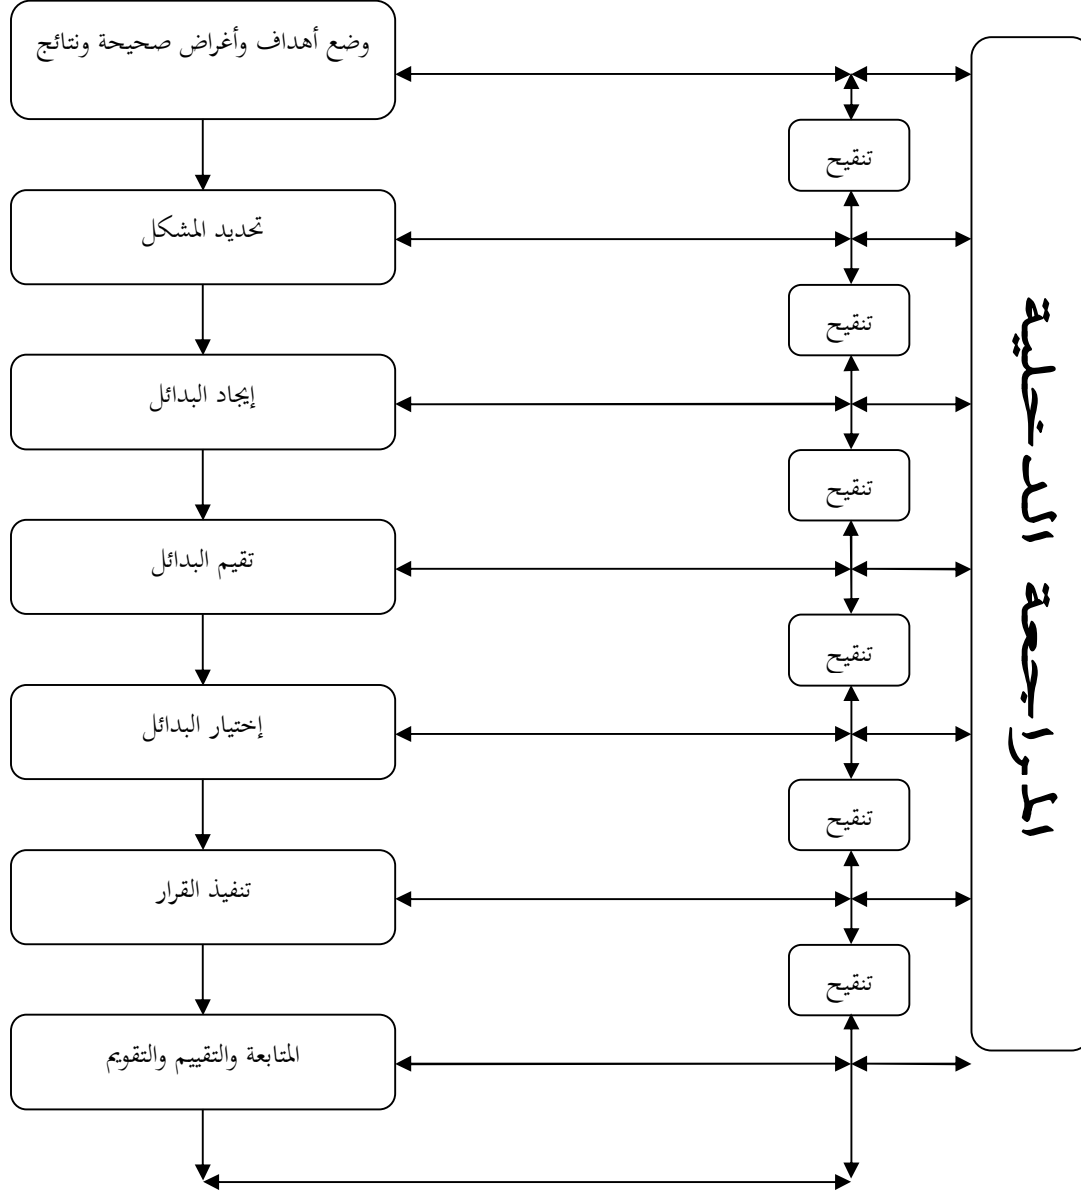 وضع أهداف وأغراض صحيحة ونتائج
تنقيح
تحديد المشكل
تنقيح
إيجاد البدائل
تنقيح
تقيم البدائل
تنقيح
إختيار البدائل
تنقيح
تنفيذ القرار
تنقيح
المتابعة والتقييم والتقويم
المراجعة الدخلية